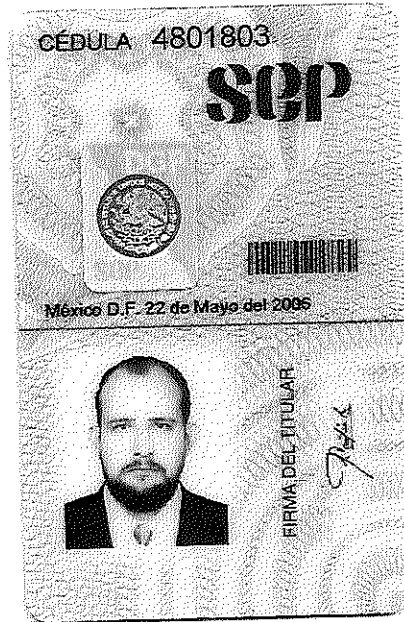 CÉDULA 4801803
SEP
México D.F. 22 de Mayo del 2006
FIRMA DEL TITULAR